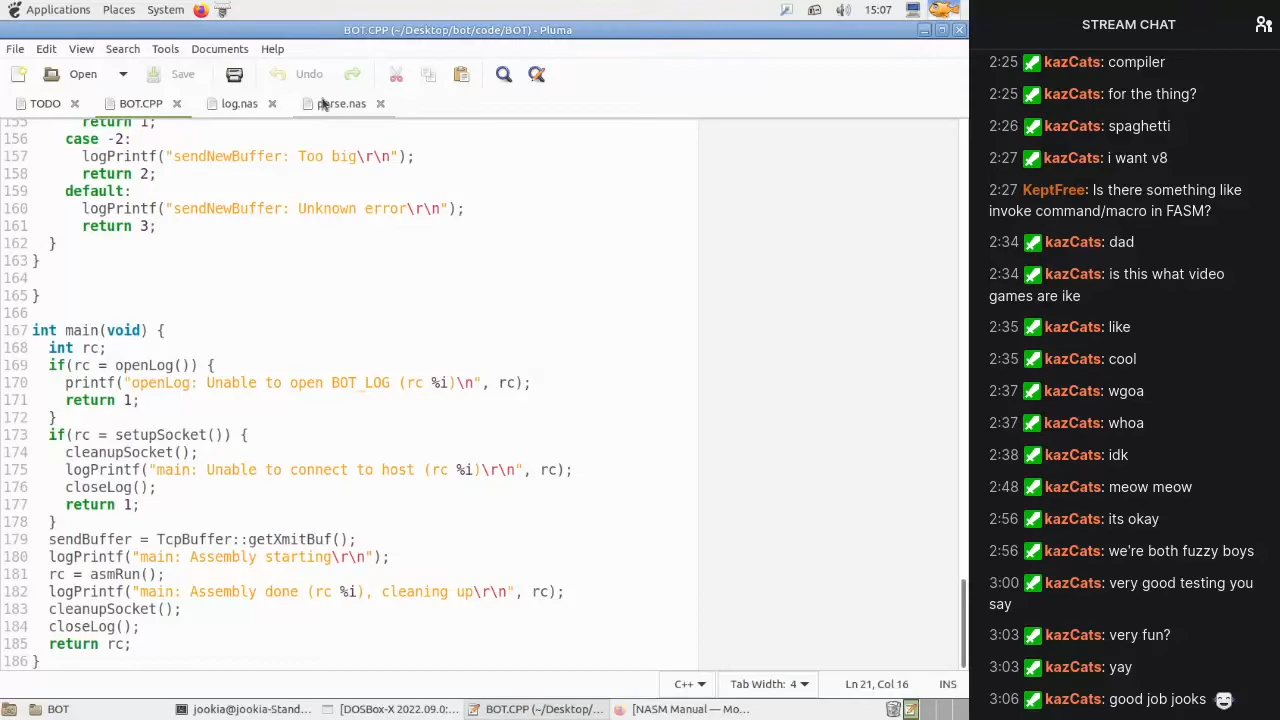 Applications Places System 15:07
BOT.CPP (~/Desktop/bot/code/BOT) - Pluma
File Edit View Search Tools Documents Help
Open Save Undo
TODO BOT.CPP log.nas parse.nas
155 return 1;
156 case -2:
157 logPrintf("sendNewBuffer: Too big\r\n");
158 return 2;
159 default:
160 logPrintf("sendNewBuffer: Unknown error\r\n");
161 return 3;
162 }
163 }
164
165 }
166
167 int main(void) {
168 int rc;
169 if(rc = openLog()) {
170 printf("openLog: Unable to open BOT_LOG (rc %i)\n", rc);
171 return 1;
172 }
173 if(rc = setupSocket()) {
174 cleanupSocket();
175 logPrintf("main: Unable to connect to host (rc %i)\r\n", rc);
176 closeLog();
177 return 1;
178 }
179 sendBuffer = TcpBuffer::getXmitBuf();
180 logPrintf("main: Assembly starting\r\n");
181 rc = asmRun();
182 logPrintf("main: Assembly done (rc %i), cleaning up\r\n", rc);
183 cleanupSocket();
184 closeLog();
185 return rc;
186 }
C++ Tab Width: 4 Ln 21, Col 16 INS
BOT jookia@jookia-Stand... [DOSBox-X 2022.09.0:... BOT.CPP (~/Desktop/... [NASM Manual — Mo...
STREAM CHAT
2:25 kazCats: compiler
2:25 kazCats: for the thing?
2:26 kazCats: spaghetti
2:27 kazCats: i want v8
2:27 KeptFree: Is there something like
invoke command/macro in FASM?
2:34 kazCats: dad
2:34 kazCats: is this what video
games are ike
2:35 kazCats: like
2:35 kazCats: cool
2:37 kazCats: wgoa
2:37 kazCats: whoa
2:38 kazCats: idk
2:48 kazCats: meow meow
2:56 kazCats: its okay
2:56 kazCats: we're both fuzzy boys
3:00 kazCats: very good testing you
say
3:03 kazCats: very fun?
3:03 kazCats: yay
3:06 kazCats: good job jooks